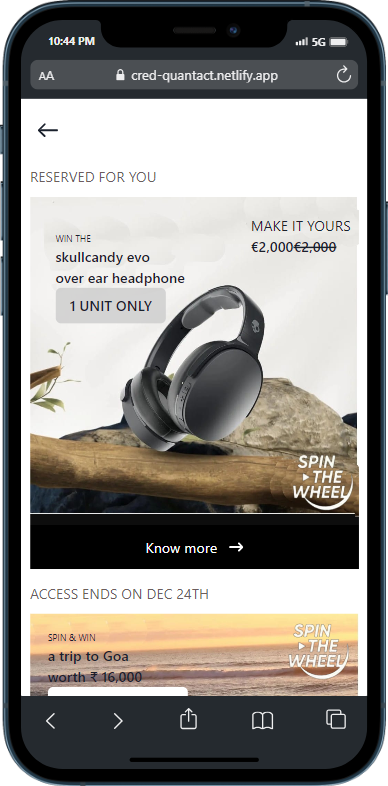 10:44 PM
5G
AA
cred-quantact.netlify.app
RESERVED FOR YOU
MAKE IT YOURS
€2,000€2,000
WIN THE
skullcandy evo
over ear headphone
1 UNIT ONLY
SPIN
THE
WHEEL
Know more
ACCESS ENDS ON DEC 24TH
SPIN & WIN
a trip to Goa
worth ₹ 16,000
SPIN
THE
WHEEL